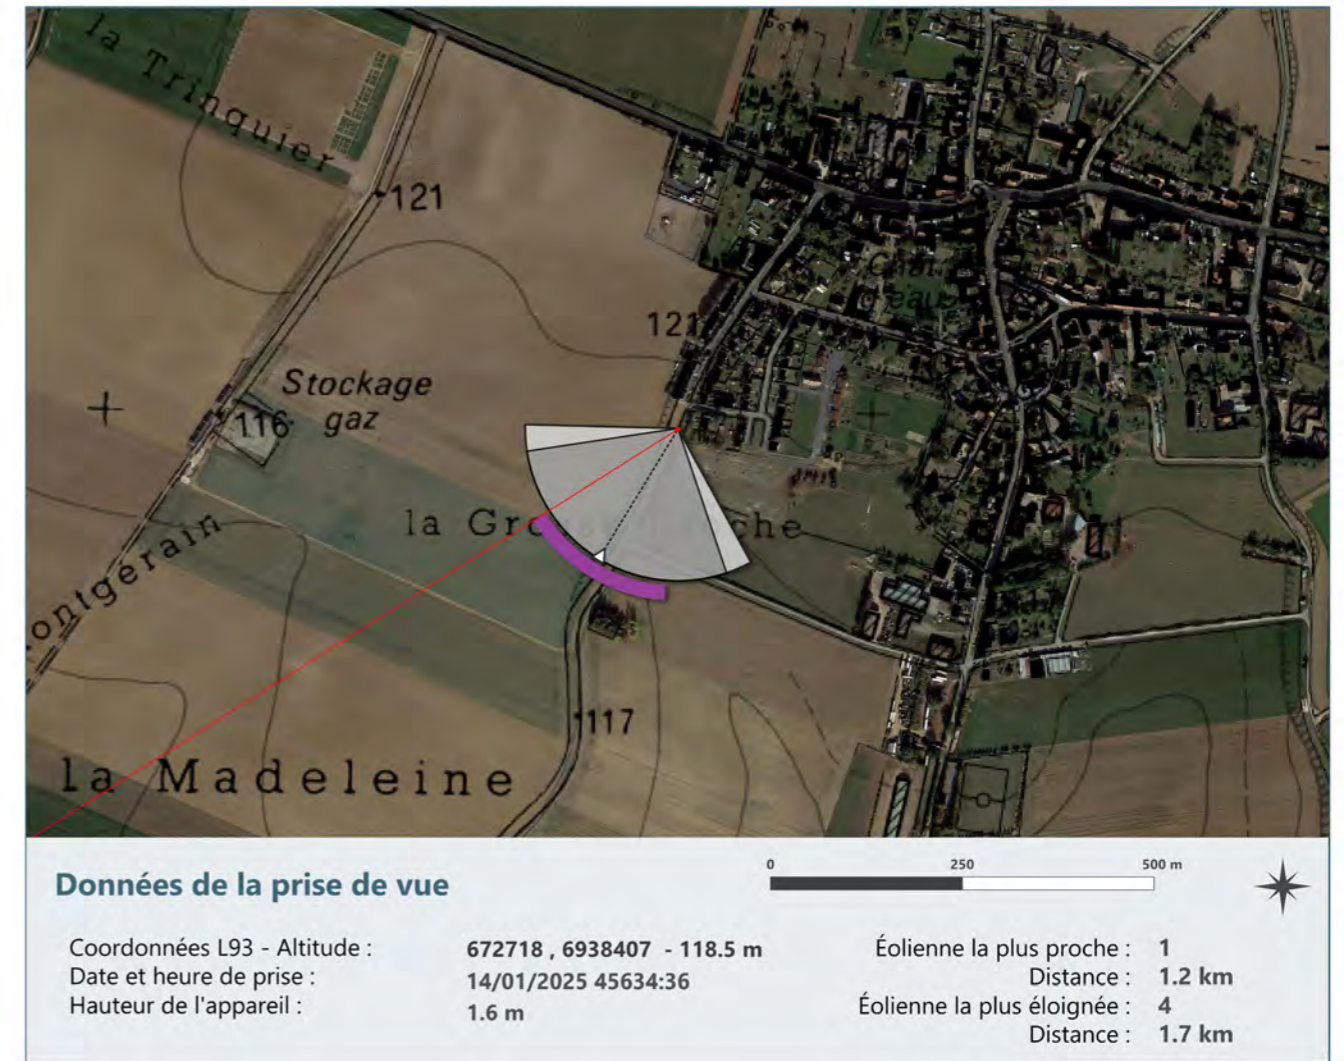 la Trinquier
121
121
Stockage
gaz
116
la Gro
che
ontgérain
117
la Madeleine
0 250 500 m
Données de la prise de vue
Coordonnées L93 - Altitude : 672718 , 6938407 - 118.5 m
Date et heure de prise : 14/01/2025 45634:36
Hauteur de l'appareil : 1.6 m
Éolienne la plus proche : 1
Distance : 1.2 km
Éolienne la plus éloignée : 4
Distance : 1.7 km